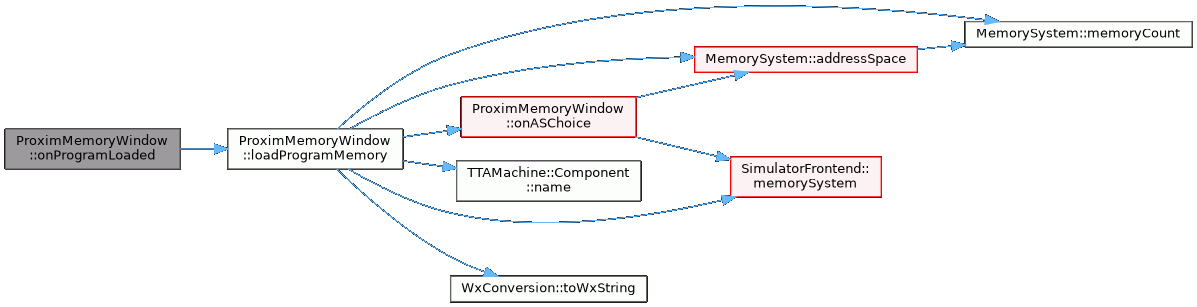 ProximMemoryWindow
::onProgramLoaded
ProximMemoryWindow
::loadProgramMemory
MemorySystem::memoryCount
MemorySystem::addressSpace
ProximMemoryWindow
::onASChoice
TTAMachine::Component
::name
SimulatorFrontend::
memorySystem
WxConversion::toWxString